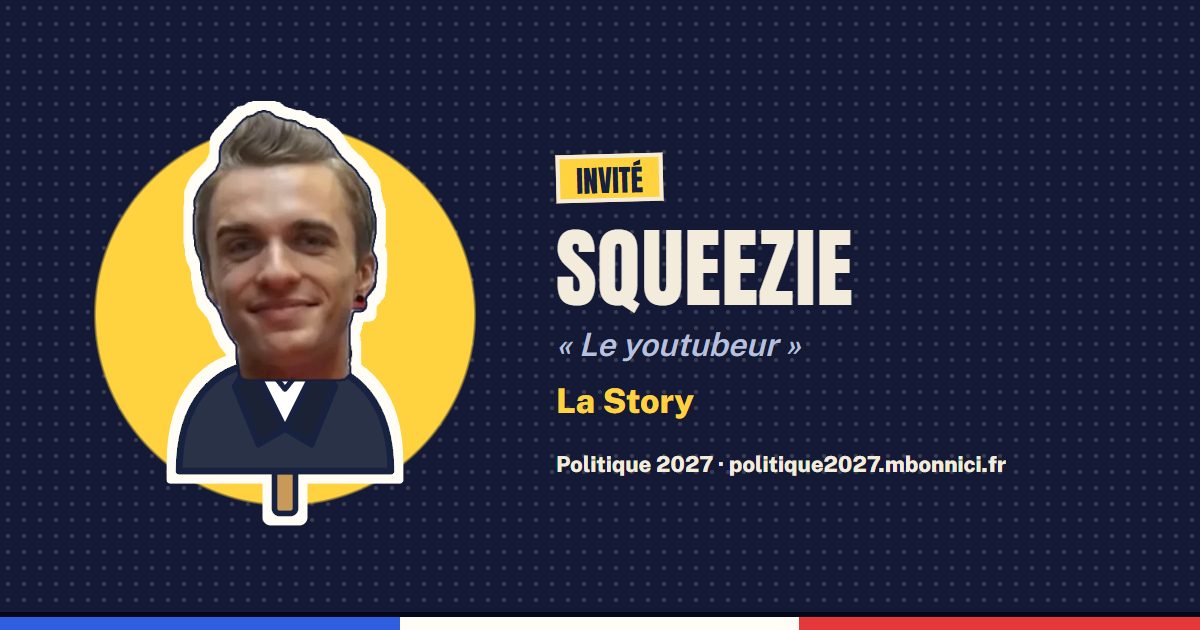 INVITÉ
SQUEEZIE
« Le youtubeur »
La Story
Politique 2027 · politique2027.mbonnici.fr